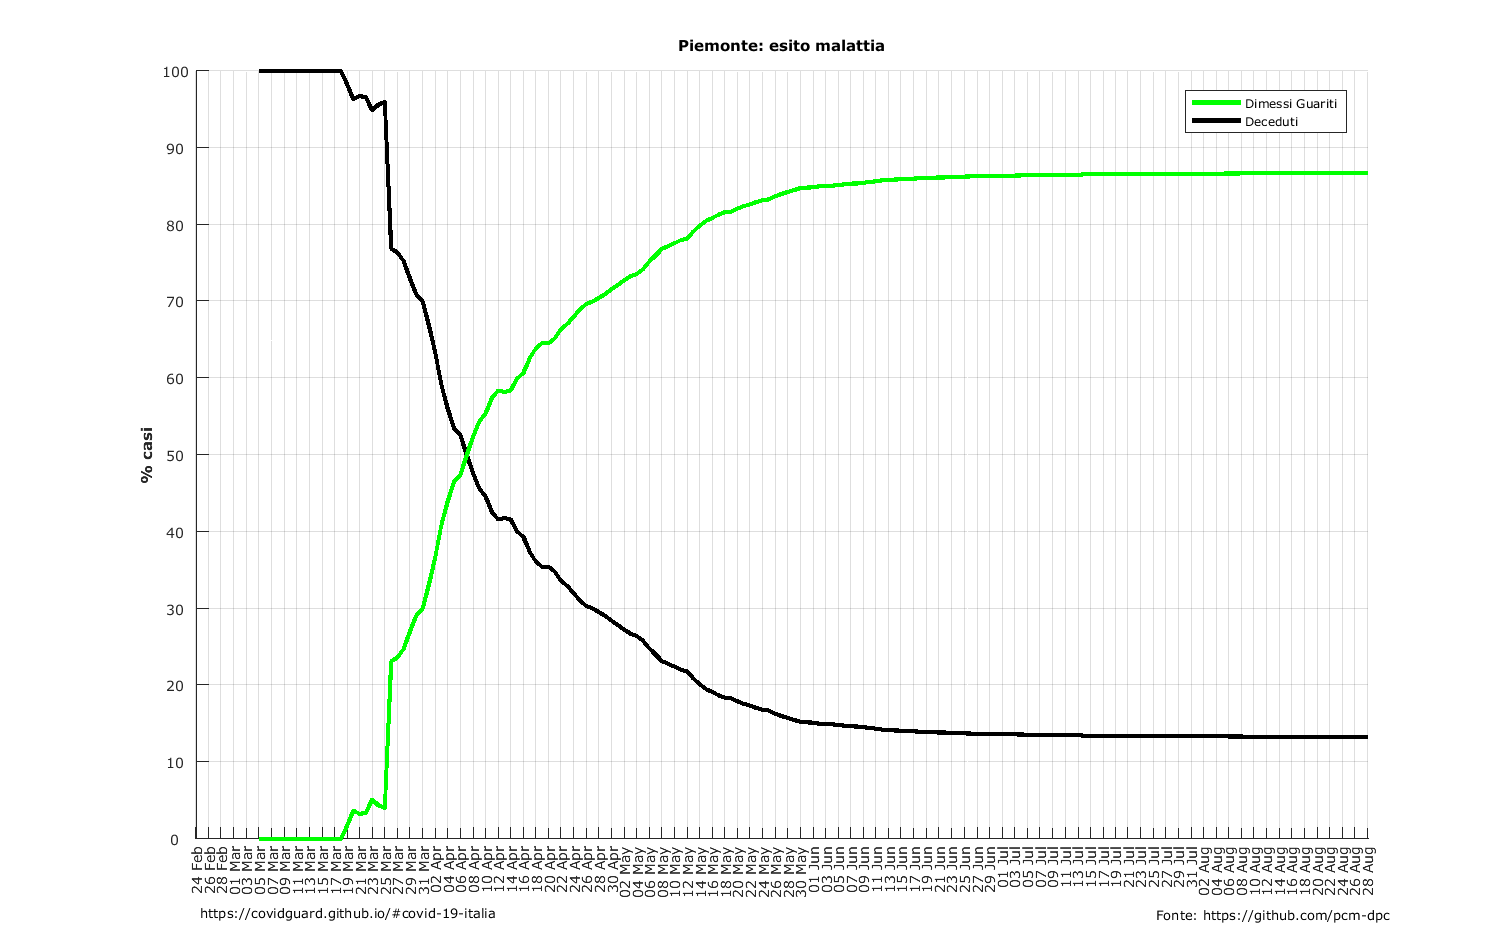 Piemonte: esito malattia
Dimessi Guariti
Deceduti
% casi
100
90
80
70
60
50
40
30
20
10
0
24 Feb
26 Feb
28 Feb
01 Mar
03 Mar
05 Mar
07 Mar
09 Mar
11 Mar
13 Mar
15 Mar
17 Mar
19 Mar
21 Mar
23 Mar
25 Mar
27 Mar
29 Mar
31 Mar
02 Apr
04 Apr
06 Apr
08 Apr
10 Apr
12 Apr
14 Apr
16 Apr
18 Apr
20 Apr
22 Apr
24 Apr
26 Apr
28 Apr
30 Apr
02 May
04 May
06 May
08 May
10 May
12 May
14 May
16 May
18 May
20 May
22 May
24 May
26 May
28 May
30 May
01 Jun
03 Jun
05 Jun
07 Jun
09 Jun
11 Jun
13 Jun
15 Jun
17 Jun
19 Jun
21 Jun
23 Jun
25 Jun
27 Jun
29 Jun
01 Jul
03 Jul
05 Jul
07 Jul
09 Jul
11 Jul
13 Jul
15 Jul
17 Jul
19 Jul
21 Jul
23 Jul
25 Jul
27 Jul
29 Jul
31 Jul
02 Aug
04 Aug
06 Aug
08 Aug
10 Aug
12 Aug
14 Aug
16 Aug
18 Aug
20 Aug
22 Aug
24 Aug
26 Aug
28 Aug
https://covidguard.github.io/#covid-19-italia
Fonte: https://github.com/pcm-dpc